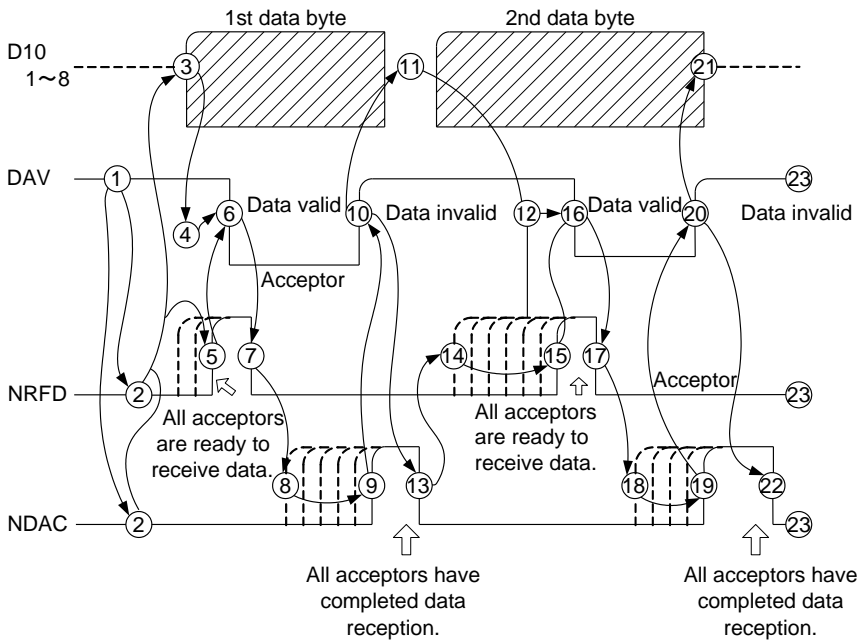 1st data byte
2nd data byte
D10
1～8
3
11
21
DAV
1
4
6
Data valid
10
Data invalid
12
16
Data valid
20
Data invalid
23
Acceptor
5
7
14
15
17
Acceptor
NRFD
2
23
All acceptors
are ready to
receive data.
All acceptors
are ready to
receive data.
8
9
13
18
19
22
NDAC
2
23
All acceptors have
completed data
reception.
All acceptors have
completed data
reception.